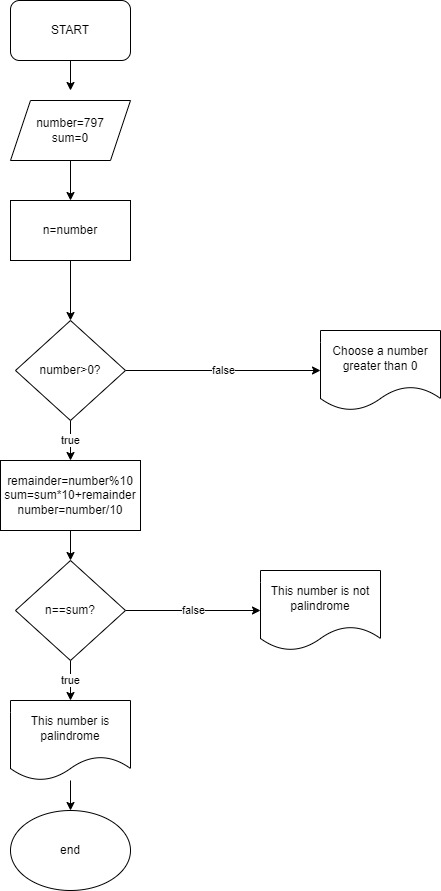 START
number=797
sum=0
n=number
number>0?
false
Choose a number
greater than 0
true
remainder=number%10
sum=sum*10+remainder
number=number/10
n==sum?
false
This number is not
palindrome
true
This number is
palindrome
end